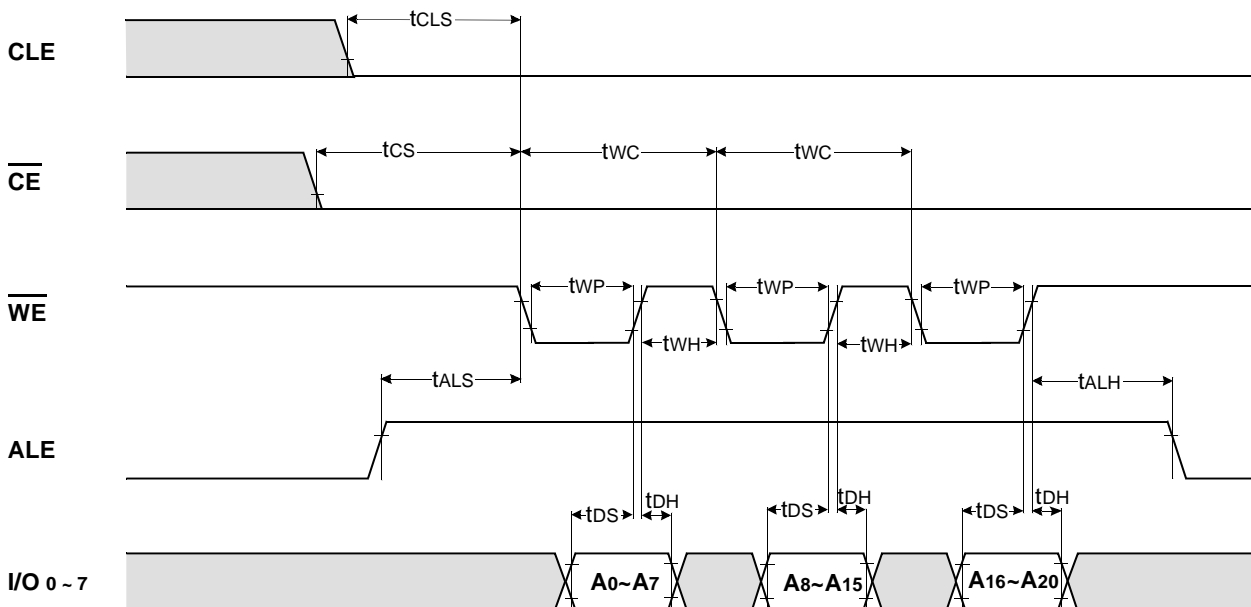 tCLS
CLE
tCS tWC tWC
CE
tWP tWP tWP
WE
tWH tWH
tALS tALH
ALE
tDS tDH tDS tDH tDS tDH
I/O 0 ~ 7 A0~A7 A8~A15 A16~A20